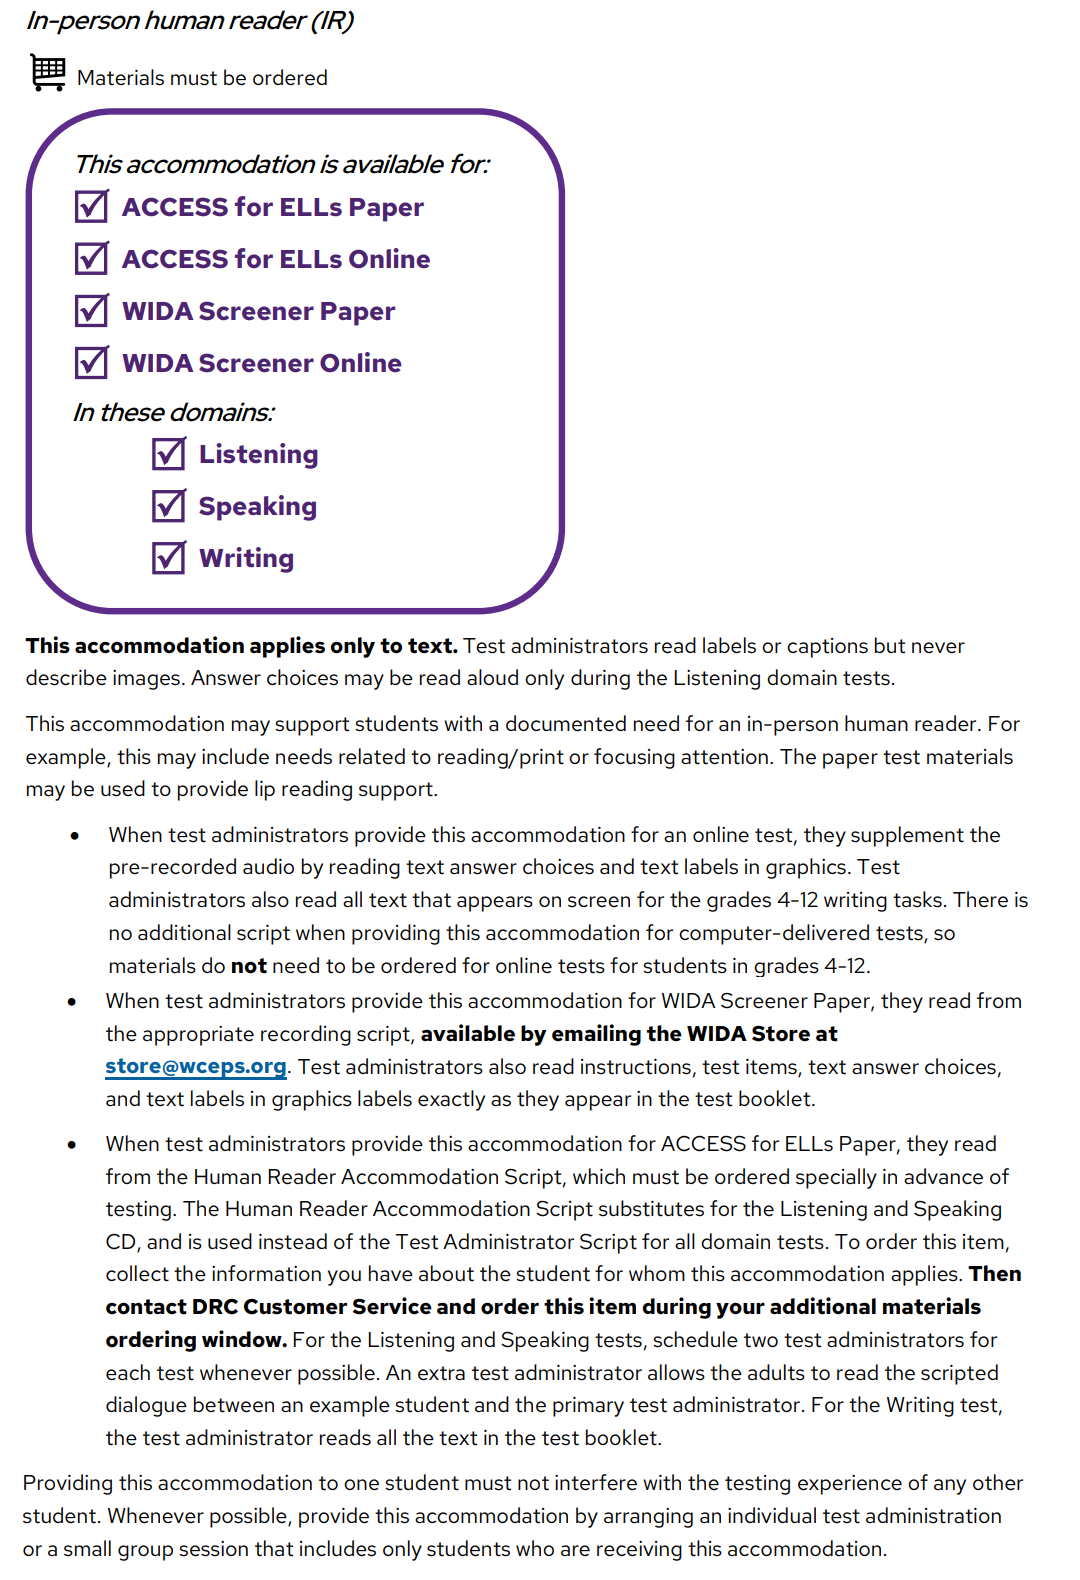 In-person human reader (IR)
Materials must be ordered
This accommodation is available for:
ACCESS for ELLs Paper
ACCESS for ELLs Online
WIDA Screener Paper
WIDA Screener Online
In these domains:
Listening
Speaking
Writing
This accommodation applies only to text. Test administrators read labels or captions but never
describe images. Answer choices may be read aloud only during the Listening domain tests.
This accommodation may support students with a documented need for an in-person human reader. For
example, this may include needs related to reading/print or focusing attention. The paper test materials
may be used to provide lip reading support.
• When test administrators provide this accommodation for an online test, they supplement the
pre-recorded audio by reading text answer choices and text labels in graphics. Test
administrators also read all text that appears on screen for the grades 4-12 writing tasks. There is
no additional script when providing this accommodation for computer-delivered tests, so
materials do not need to be ordered for online tests for students in grades 4-12.
• When test administrators provide this accommodation for WIDA Screener Paper, they read from
the appropriate recording script, available by emailing the WIDA Store at
store@wceps.org. Test administrators also read instructions, test items, text answer choices,
and text labels in graphics labels exactly as they appear in the test booklet.
• When test administrators provide this accommodation for ACCESS for ELLs Paper, they read
from the Human Reader Accommodation Script, which must be ordered specially in advance of
testing. The Human Reader Accommodation Script substitutes for the Listening and Speaking
CD, and is used instead of the Test Administrator Script for all domain tests. To order this item,
collect the information you have about the student for whom this accommodation applies. Then
contact DRC Customer Service and order this item during your additional materials
ordering window. For the Listening and Speaking tests, schedule two test administrators for
each test whenever possible. An extra test administrator allows the adults to read the scripted
dialogue between an example student and the primary test administrator. For the Writing test,
the test administrator reads all the text in the test booklet.
Providing this accommodation to one student must not interfere with the testing experience of any other
student. Whenever possible, provide this accommodation by arranging an individual test administration
or a small group session that includes only students who are receiving this accommodation.